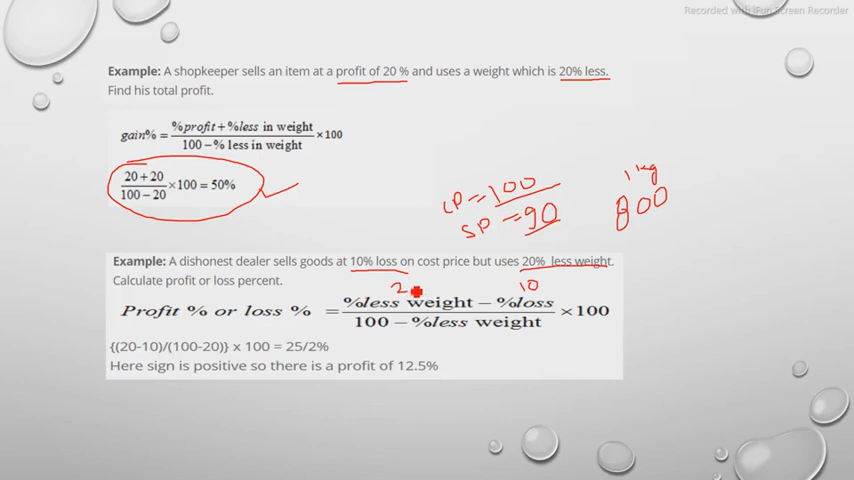 Recorded with iFun Screen Recorder
Example: A shopkeeper sells an item at a profit of 20 % and uses a weight which is 20% less.
Find his total profit.
gain% = %profit + %less in weight / 100 – % less in weight × 100
20 + 20 / 100 – 20 × 100 = 50%
CP = 100
SP = 90
1 kg
800
Example: A dishonest dealer sells goods at 10% loss on cost price but uses 20% less weight.
Calculate profit or loss percent.
2 10
Profit % or loss % = %less weight – %loss / 100 – %less weight × 100
{(20-10)/(100-20)} x 100 = 25/2%
Here sign is positive so there is a profit of 12.5%